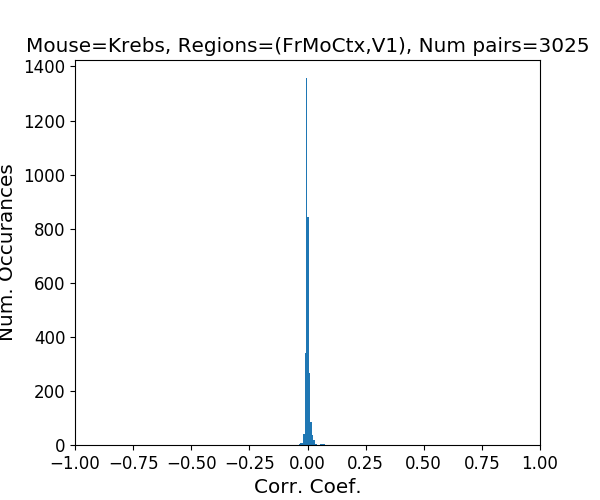 Mouse=Krebs, Regions=(FrMoCtx,V1), Num pairs=3025
1400
1200
1000
800
600
400
200
0
Num. Occurances
−1.00 −0.75 −0.50 −0.25 0.00 0.25 0.50 0.75 1.00
Corr. Coef.